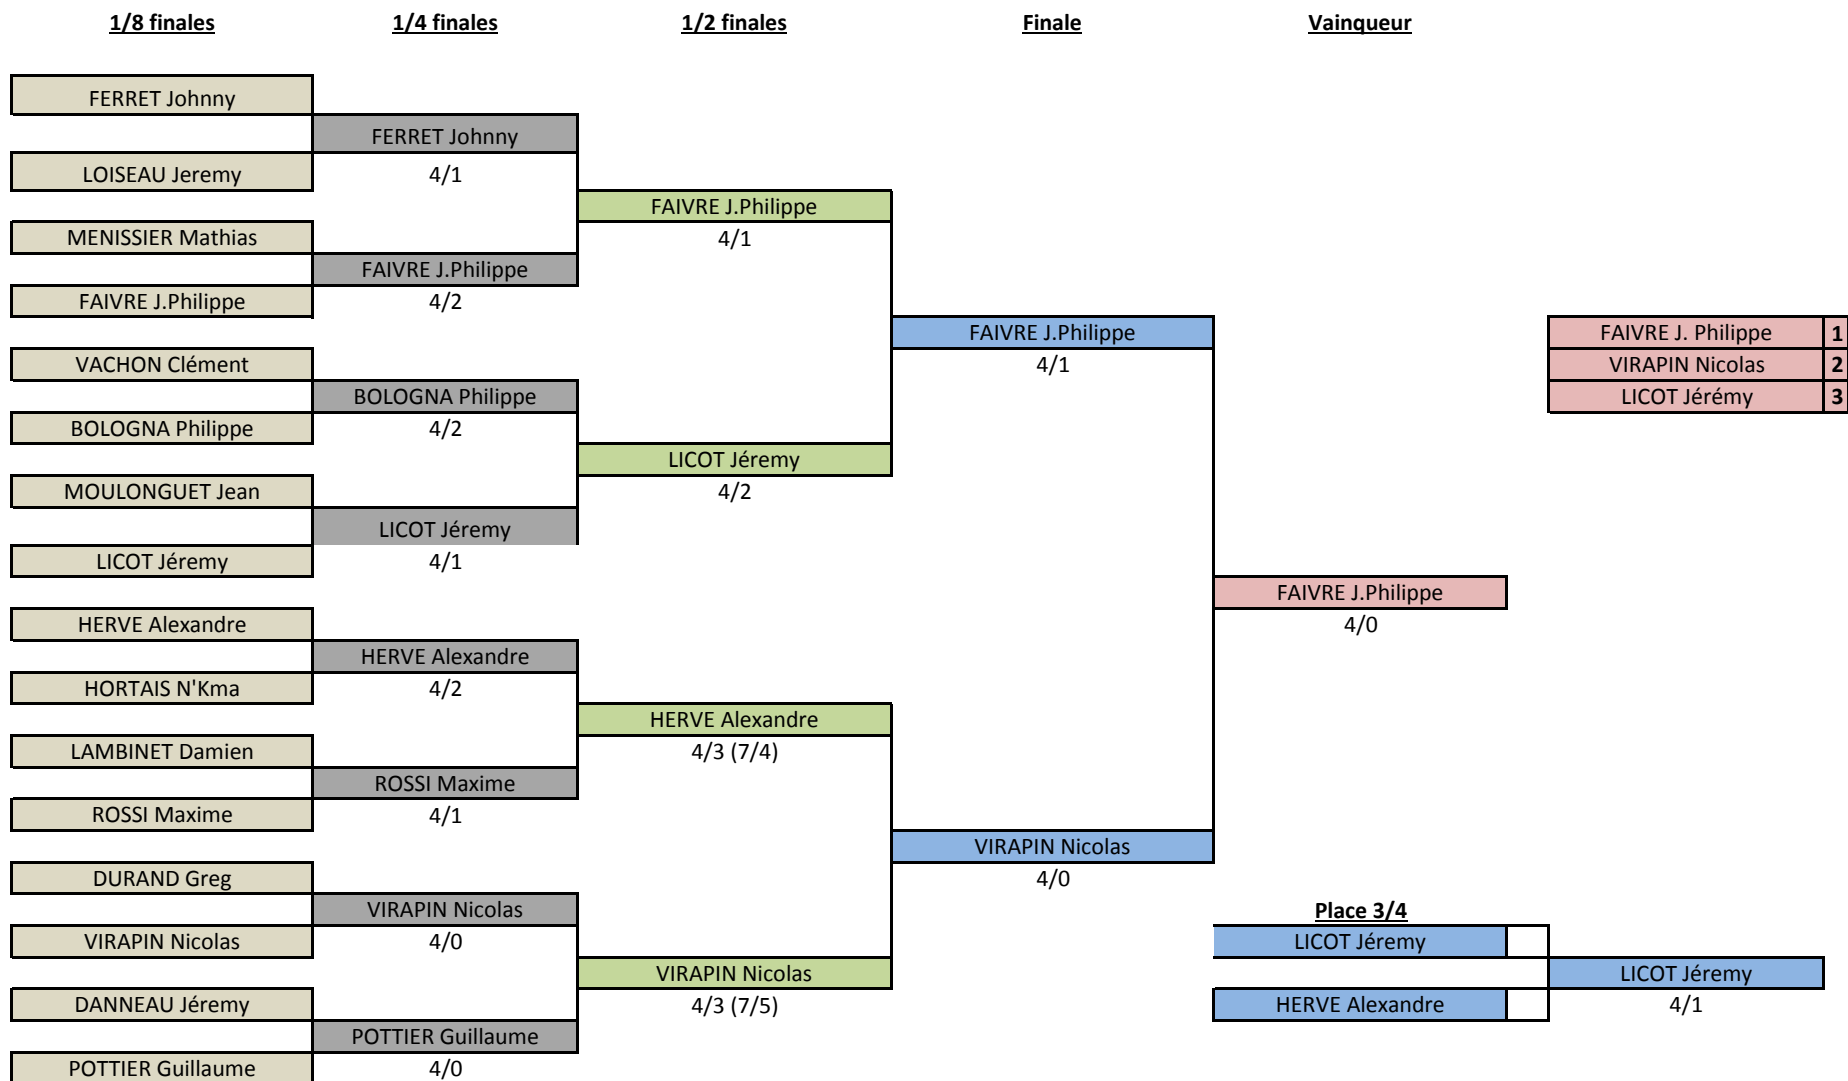 1/8 finales 1/4 finales 1/2 finales Finale Vainqueur
FERRET Johnny
FERRET Johnny
LOISEAU Jeremy 4/1
FAIVRE J.Philippe
MENISSIER Mathias 4/1
FAIVRE J.Philippe
FAIVRE J.Philippe 4/2
FAIVRE J.Philippe FAIVRE J. Philippe 1
VACHON Clément 4/1 VIRAPIN Nicolas 2
BOLOGNA Philippe LICOT Jérémy 3
BOLOGNA Philippe 4/2
LICOT Jéremy
MOULONGUET Jean 4/2
LICOT Jéremy
LICOT Jéremy 4/1
FAIVRE J.Philippe
HERVE Alexandre 4/0
HERVE Alexandre
HORTAIS N'Kma 4/2
HERVE Alexandre
LAMBINET Damien 4/3 (7/4)
ROSSI Maxime
ROSSI Maxime 4/1
VIRAPIN Nicolas
DURAND Greg 4/0
VIRAPIN Nicolas Place 3/4
VIRAPIN Nicolas 4/0 LICOT Jéremy
VIRAPIN Nicolas LICOT Jéremy
DANNEAU Jéremy 4/3 (7/5) HERVE Alexandre 4/1
POTTIER Guillaume
POTTIER Guillaume 4/0